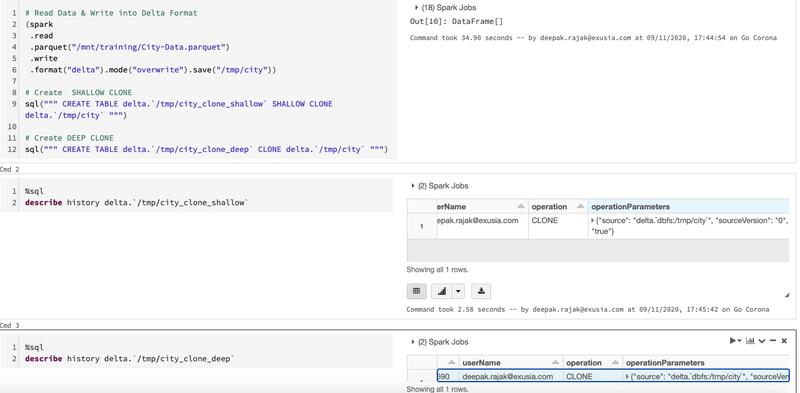 1 # Read Data & Write into Delta Format
2 (spark
3 .read
4 .parquet("/mnt/training/City-Data.parquet")
5 .write
6 .format("delta").mode("overwrite").save("/tmp/city"))
7
8 # Create SHALLOW CLONE
9 sql(""" CREATE TABLE delta.`/tmp/city_clone_shallow` SHALLOW CLONE
delta.`/tmp/city` """)
10
11 # Create DEEP CLONE
12 sql(""" CREATE TABLE delta.`/tmp/city_clone_deep` CLONE delta.`/tmp/city` """)
(18) Spark Jobs
Out[10]: DataFrame[]
Command took 34.90 seconds -- by deepak.rajak@exusia.com at 09/11/2020, 17:44:54 on Go Corona
Cmd 2
1 %sql
2 describe history delta.`/tmp/city_clone_shallow`
(2) Spark Jobs
erName operation operationParameters
1 epak.rajak@exusia.com CLONE {"source": "delta.`dbfs:/tmp/city`", "sourceVersion": "0",
"true"}
Showing all 1 rows.
Command took 2.58 seconds -- by deepak.rajak@exusia.com at 09/11/2020, 17:45:42 on Go Corona
Cmd 3
1 %sql
2 describe history delta.`/tmp/city_clone_deep`
(2) Spark Jobs
userName operation operationParameters
690 deepak.rajak@exusia.com CLONE {"source": "delta.`dbfs:/tmp/city`", "sourceVer
Showing all 1 rows.